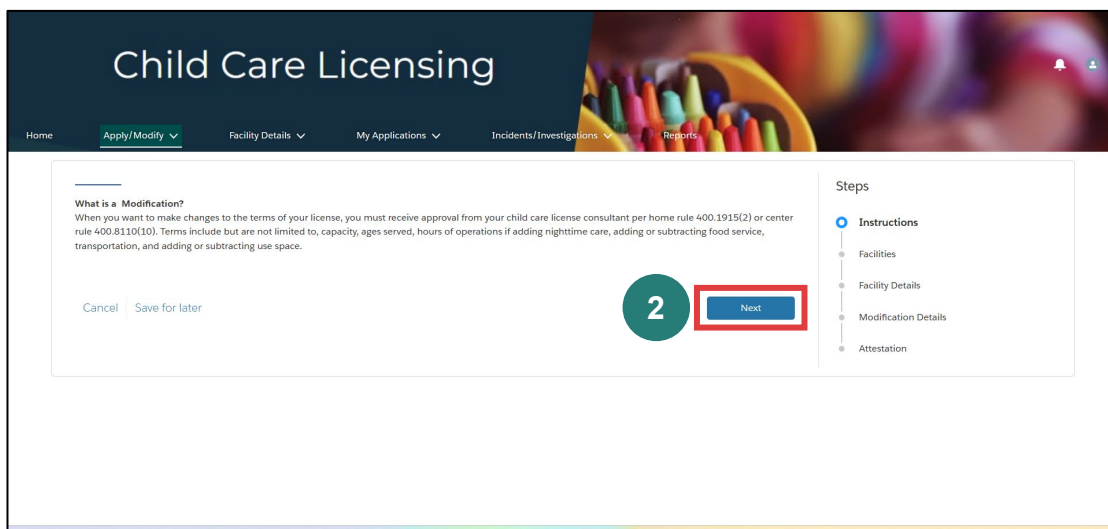 Child Care Licensing
Home Apply/Modify Facility Details My Applications Incidents/Investigations Reports
What is a Modification?
When you want to make changes to the terms of your license, you must receive approval from your child care license consultant per home rule 400.1915(2) or center
rule 400.8110(10). Terms include but are not limited to, capacity, ages served, hours of operations if adding nighttime care, adding or subtracting food service,
transportation, and adding or subtracting use space.
Cancel Save for later
2 Next
Steps
Instructions
Facilities
Facility Details
Modification Details
Attestation